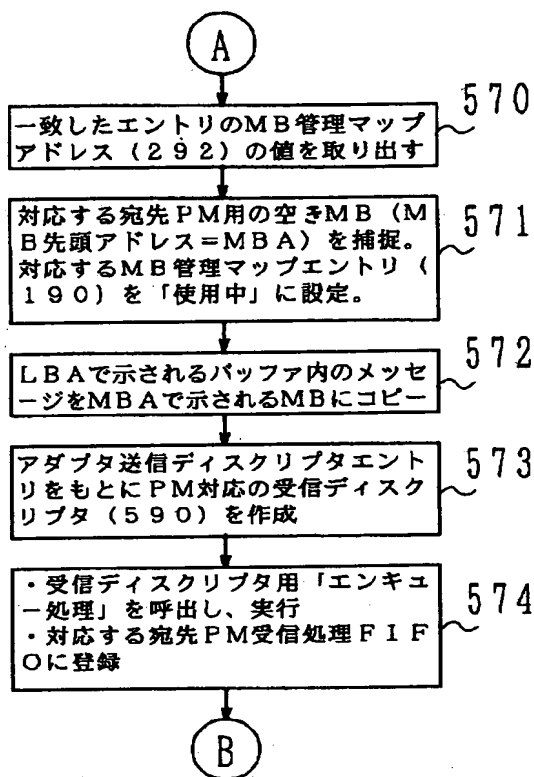 A
570
一致したエントリのMB管理マップ
アドレス（292）の値を取り出す
571
対応する宛先PM用の空きMB（M
B先頭アドレス＝MBA）を捕捉。
対応するMB管理マップエントリ（
190）を「使用中」に設定。
572
LBAで示されるバッファ内のメッセ
ージをMBAで示されるMBにコピー
573
アダプタ送信ディスクリプタエント
リをもとにPM対応の受信ディスク
リプタ（590）を作成
574
・受信ディスクリプタ用「エンキュ
ー処理」を呼出し、実行
・対応する宛先PM受信処理FIF
Oに登録
B